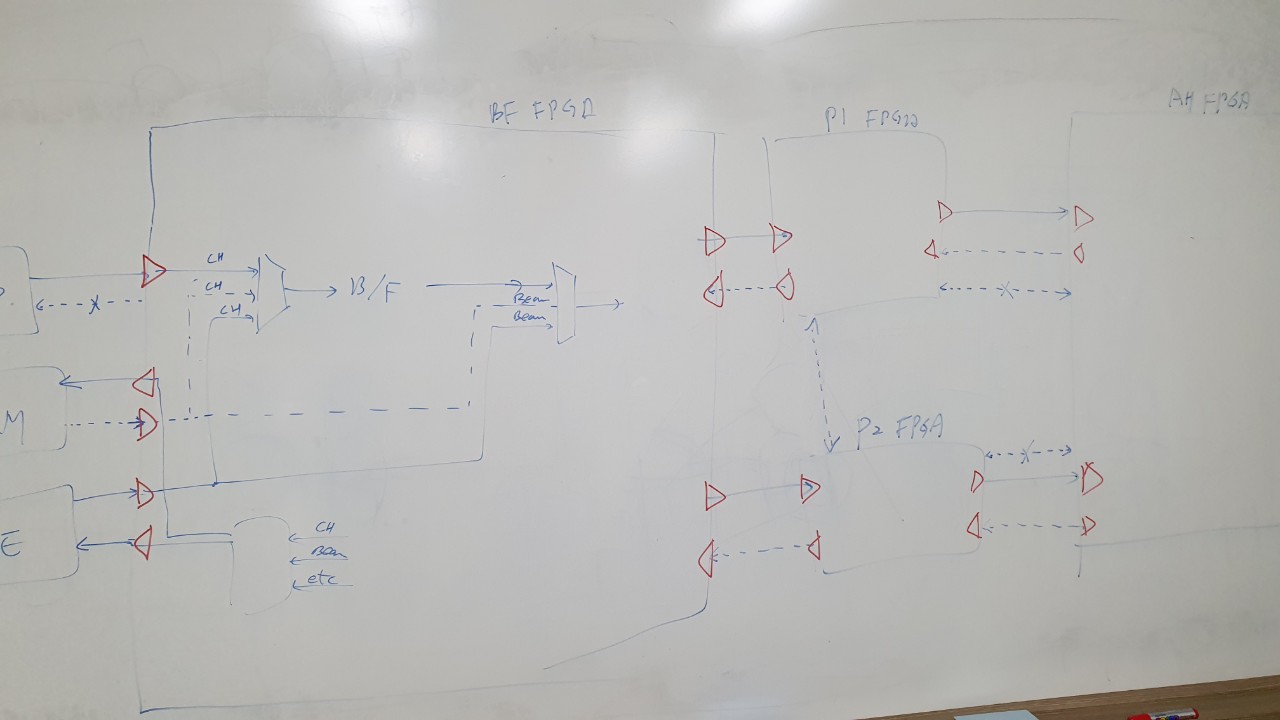 BF FPGA
P1 FPGA
AH FPGA
CH
CH
CH
B/F
Beam
Beam
P.
M
E
P2 FPGA
CH
Beam
etc